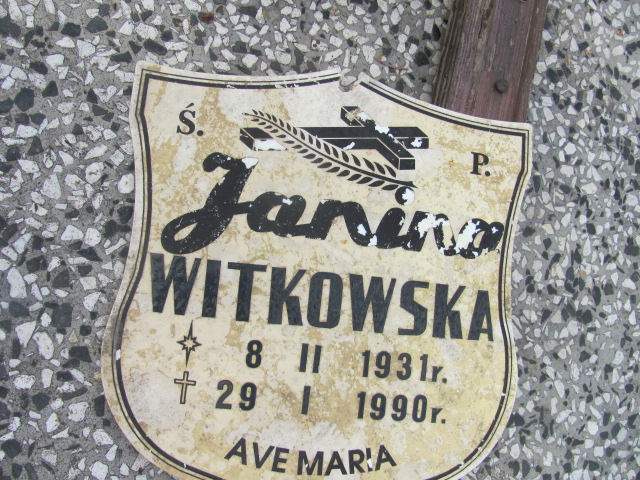 Ś. P.
Janina
WITKOWSKA
8 II 1931r.
29 I 1990r.
AVE MARIA